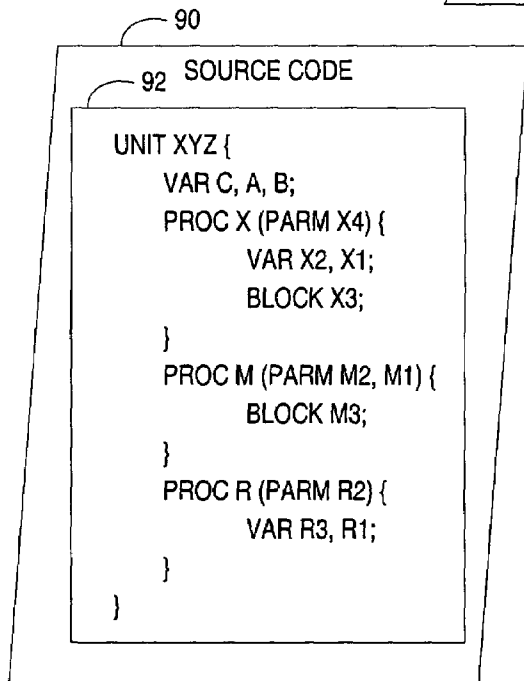 90
SOURCE CODE
92
UNIT XYZ {
VAR C, A, B;
PROC X (PARM X4) {
VAR X2, X1;
BLOCK X3;
}
PROC M (PARM M2, M1) {
BLOCK M3;
}
PROC R (PARM R2) {
VAR R3, R1;
}
}